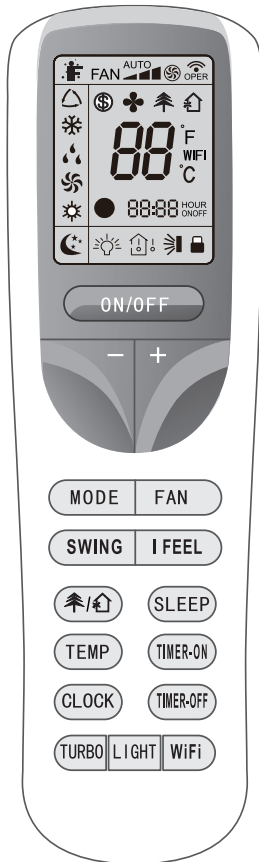 AUTO
FAN OPER
88 °F
WIFI
°C
88:88 HOUR
ONOFF
ON/OFF
− +
MODE FAN
SWING I FEEL
/ SLEEP
TEMP TIMER-ON
CLOCK TIMER-OFF
TURBO LIGHT WiFi